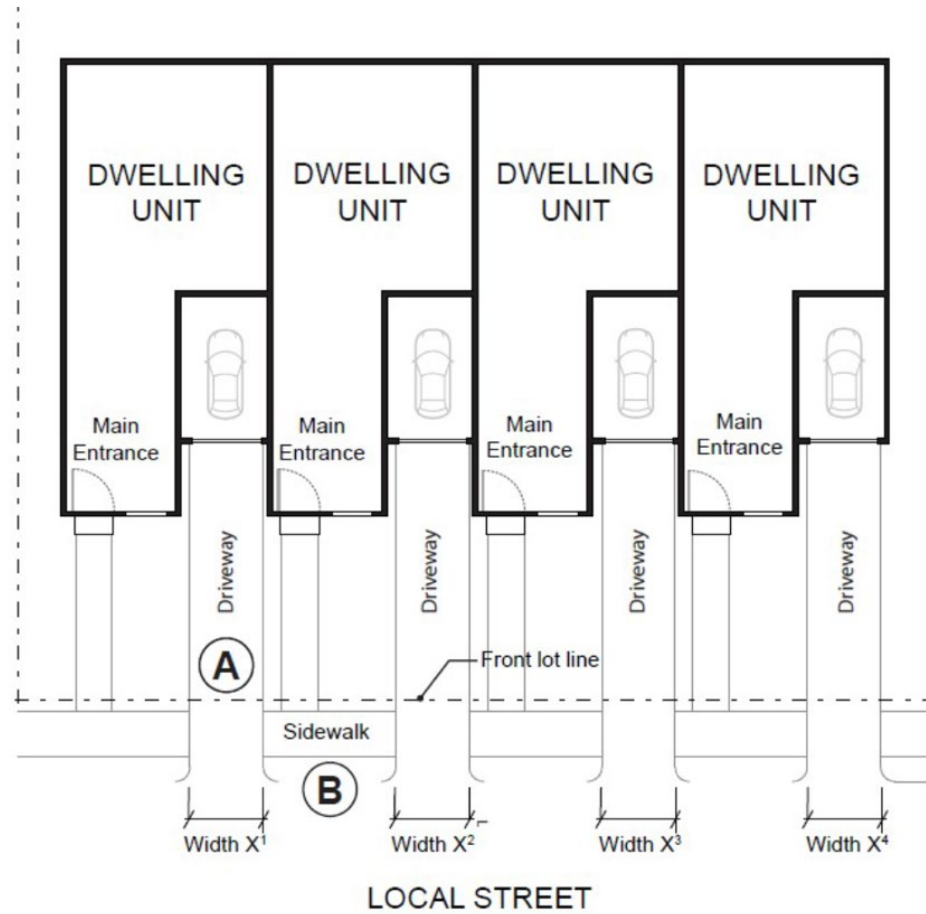 DWELLING
UNIT
DWELLING
UNIT
DWELLING
UNIT
DWELLING
UNIT
Main
Entrance
Main
Entrance
Main
Entrance
Main
Entrance
Driveway
Driveway
Driveway
Driveway
A
Front lot line
Sidewalk
B
Width X¹
Width X²
Width X³
Width X⁴
LOCAL STREET